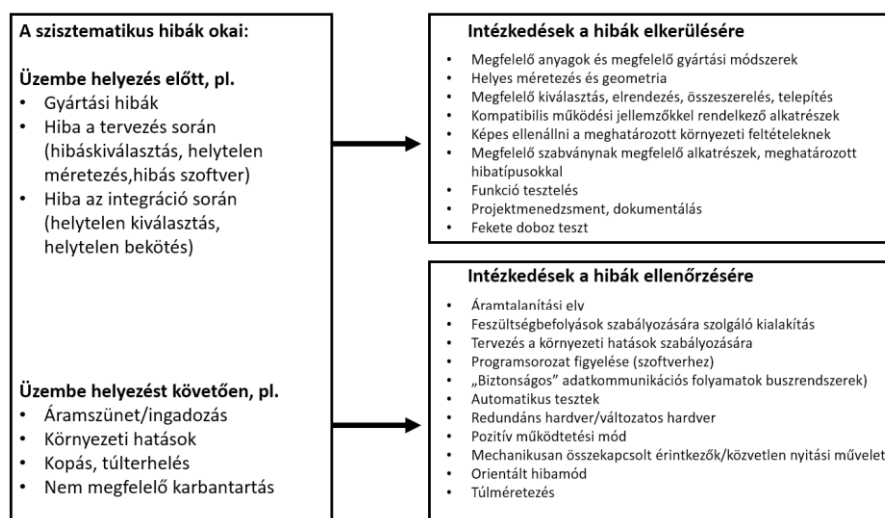 A szisztematikus hibák okai:
Üzembe helyezés előtt, pl.
• Gyártási hibák
• Hiba a tervezés során
(hibáskiválasztás, helytelen
méretezés,hibás szoftver)
• Hiba az integráció során
(helytelen kiválasztás,
helytelen bekötés)
Üzembe helyezést követően, pl.
• Áramszünet/ingadozás
• Környezeti hatások
• Kopás, túlterhelés
• Nem megfelelő karbantartás
Intézkedések a hibák elkerülésére
• Megfelelő anyagok és megfelelő gyártási módszerek
• Helyes méretezés és geometria
• Megfelelő kiválasztás, elrendezés, összeszerelés, telepítés
• Kompatibilis működési jellemzőkkel rendelkező alkatrészek
• Képes ellenállni a meghatározott környezeti feltételeknek
• Megfelelő szabványnak megfelelő alkatrészek, meghatározott
hibatípusokkal
• Funkció tesztelés
• Projektmenedzsment, dokumentálás
• Fekete doboz teszt
Intézkedések a hibák ellenőrzésére
• Áramtalanítási elv
• Feszültségbefolyások szabályozására szolgáló kialakítás
• Tervezés a környezeti hatások szabályozására
• Programsorozat figyelése (szoftverhez)
• „Biztonságos” adatkommunikációs folyamatok buszrendszerek)
• Automatikus tesztek
• Redundáns hardver/változatos hardver
• Pozitív működtetési mód
• Mechanikusan összekapcsolt érintkezők/közvetlen nyitási művelet
• Orientált hibamód
• Túlméretezés